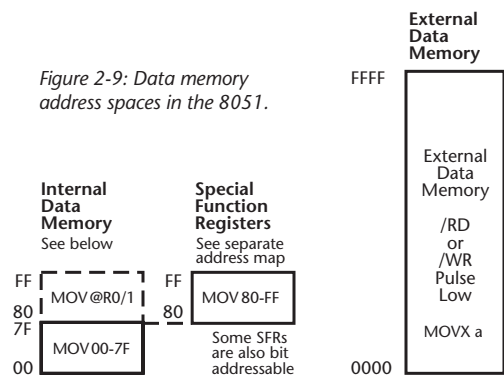 Figure 2-9: Data memory
address spaces in the 8051.
External
Data
Memory
FFFF
External
Data
Memory
/RD
or
/WR
Pulse
Low
MOVX a
0000
Internal
Data
Memory
See below
FF
MOV @R0/1
80
7F
MOV 00-7F
00
Special
Function
Registers
See separate
address map
FF
MOV 80-FF
80
Some SFRs
are also bit
addressable